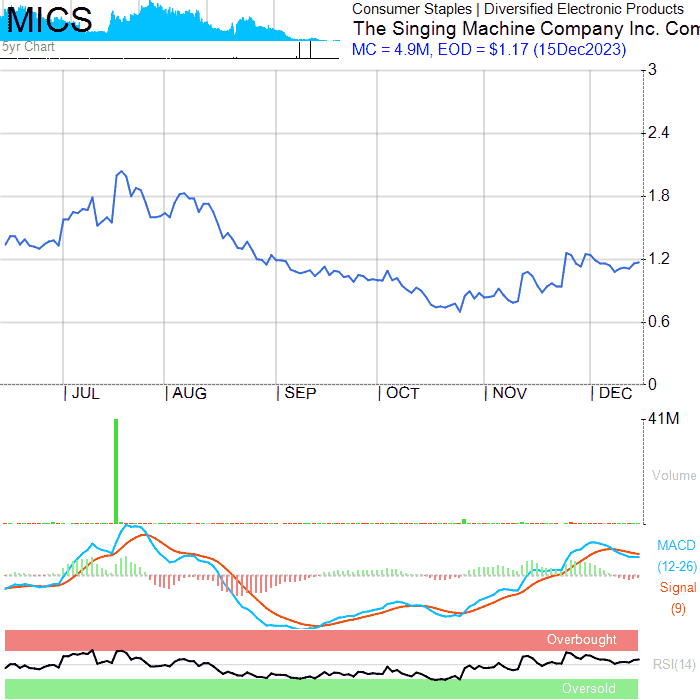 MICS
5yr Chart
Consumer Staples | Diversified Electronic Products
The Singing Machine Company Inc. Com
MC = 4.9M, EOD = $1.17 (15Dec2023)
3
2.4
1.8
1.2
0.6
0
JUL AUG SEP OCT NOV DEC
41M
Volume
MACD
(12-26)
Signal
(9)
Overbought
RSI(14)
Oversold